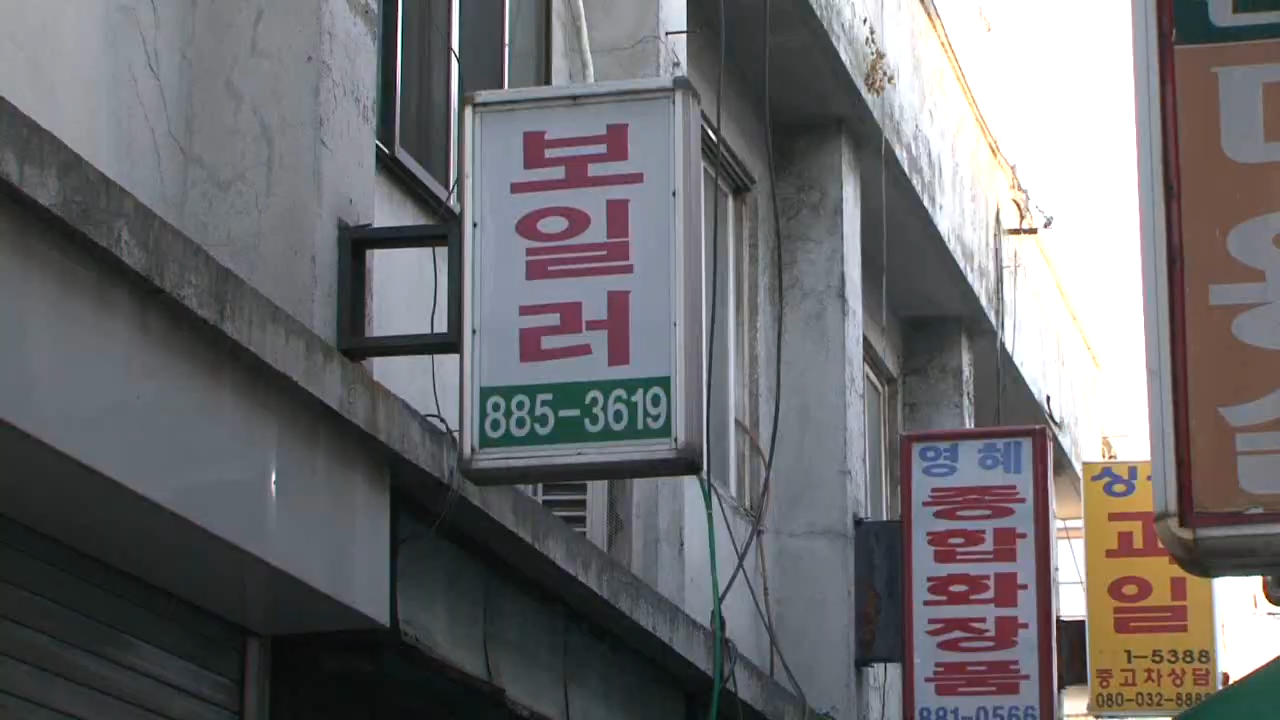 보
일
러
885-3619
영혜
종
합
화
장
품
881-0566
일
1-5388
중고차상담
080-032-8888